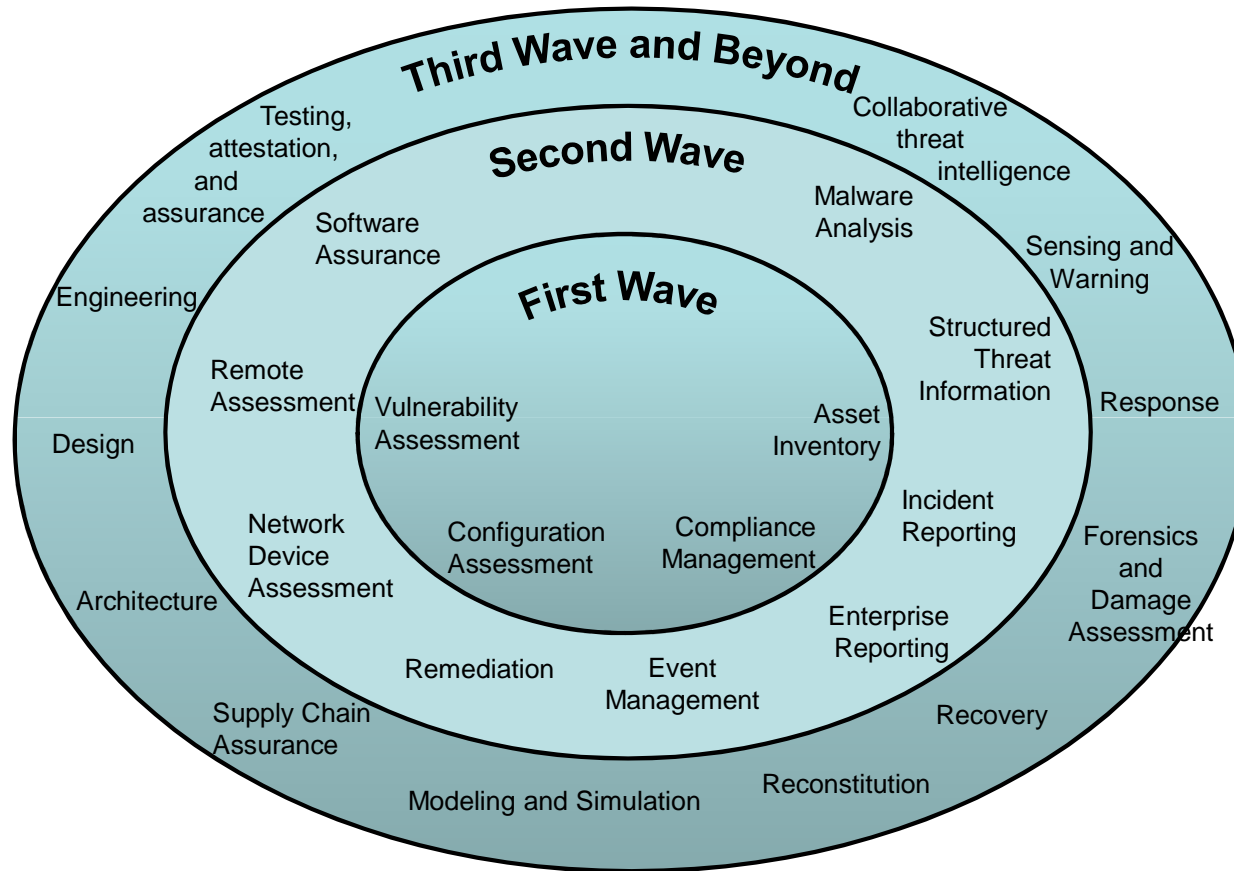 Third Wave and Beyond
Testing,
attestation,
and
assurance
Collaborative
threat
intelligence
Engineering
Sensing and
Warning
Design
Response
Architecture
Forensics
and
Damage
Assessment
Supply Chain
Assurance
Recovery
Modeling and Simulation
Reconstitution
Second Wave
Software
Assurance
Malware
Analysis
Remote
Assessment
Structured
Threat
Information
Network
Device
Assessment
Incident
Reporting
Remediation
Event
Management
Enterprise
Reporting
First Wave
Vulnerability
Assessment
Asset
Inventory
Configuration
Assessment
Compliance
Management